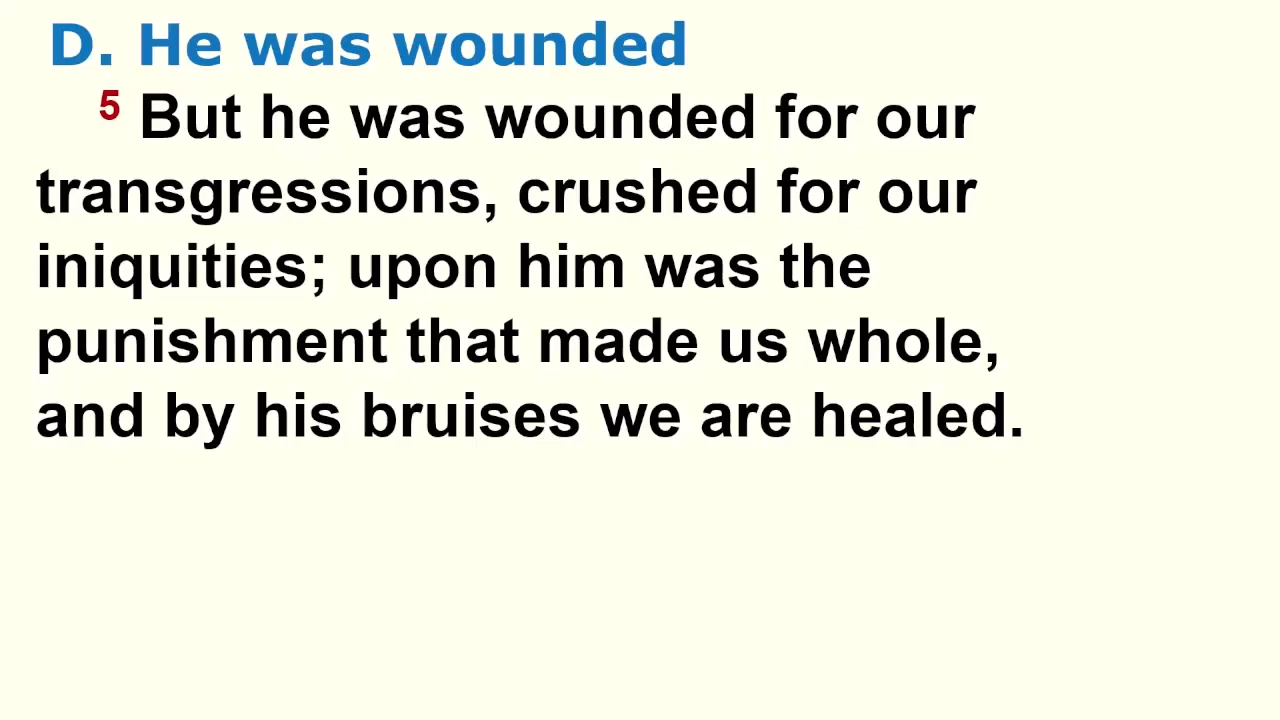 D. He was wounded
5 But he was wounded for our
transgressions, crushed for our
iniquities; upon him was the
punishment that made us whole,
and by his bruises we are healed.